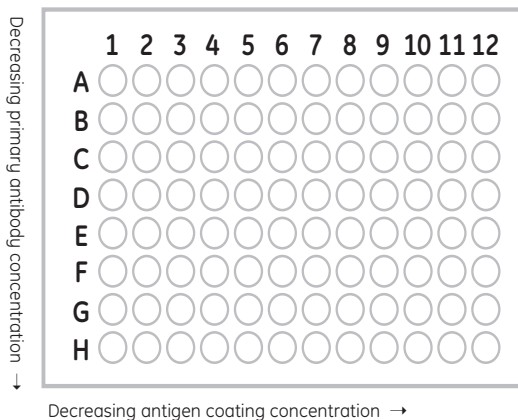 Decreasing primary antibody concentration →
1 2 3 4 5 6 7 8 9 10 11 12
A
B
C
D
E
F
G
H
Decreasing antigen coating concentration →